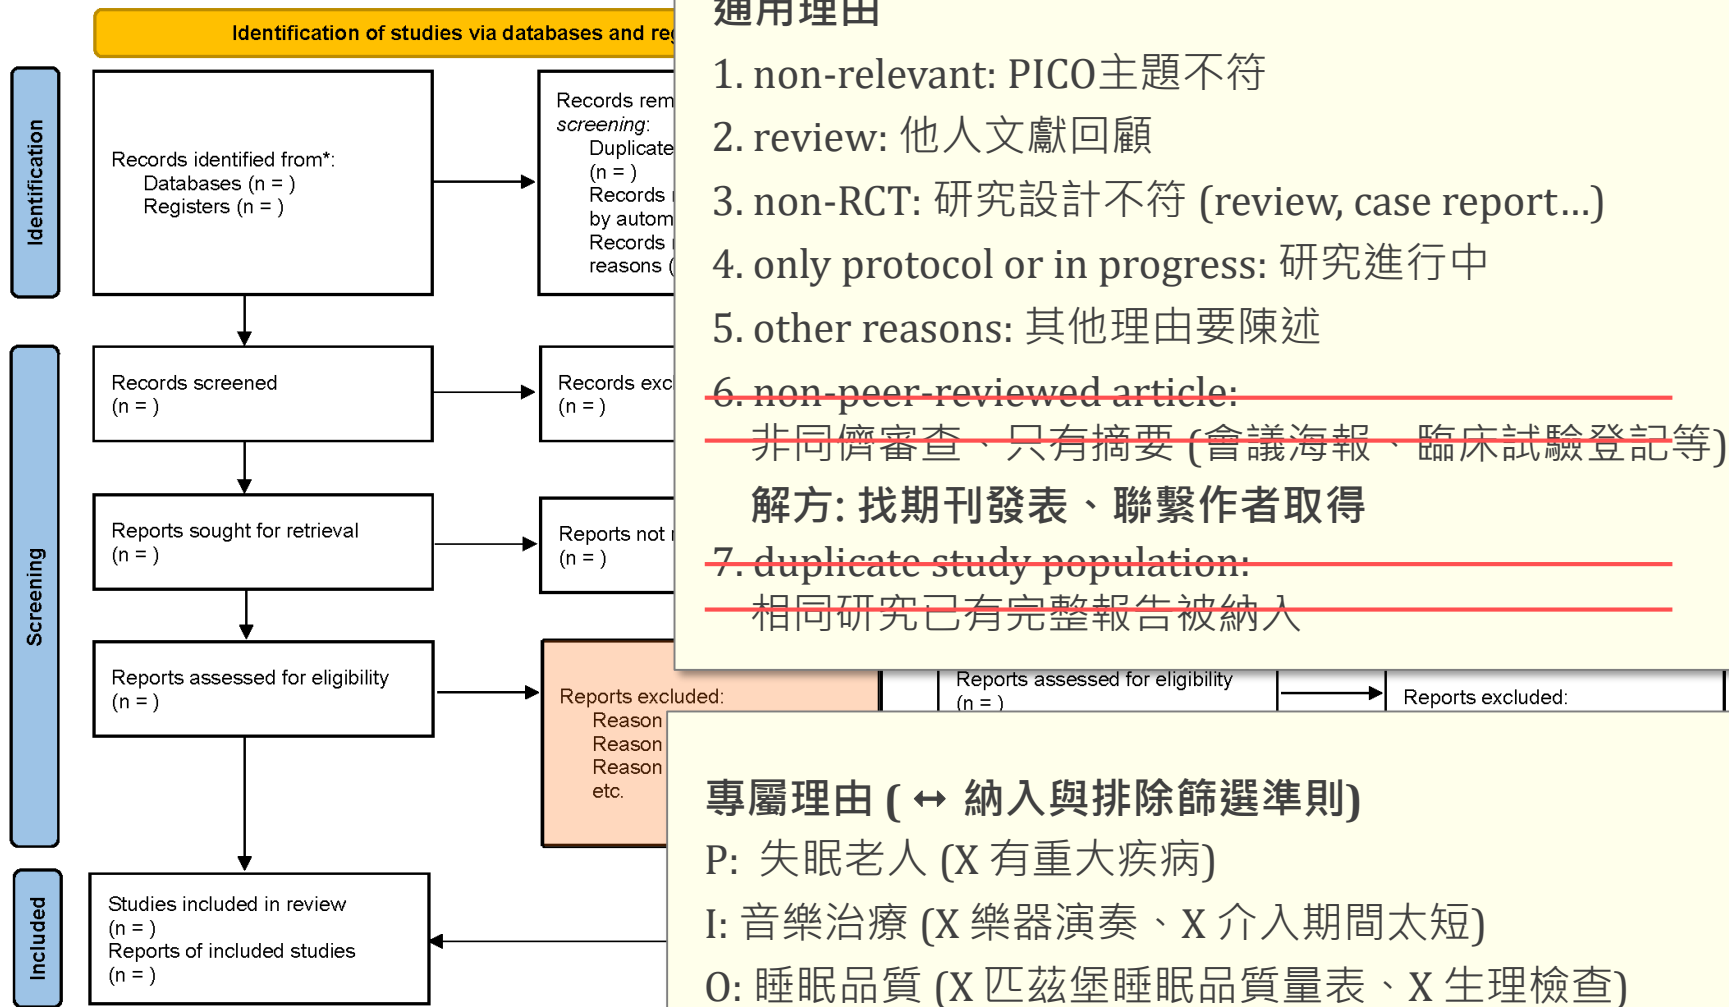 Identification of studies via databases and reg
Identification
Records identified from*:
Databases (n = )
Registers (n = )
Records rem
screening:
Duplicate
(n = )
Records
by autom
Records
reasons (
Screening
Records screened
(n = )
Records excl
(n = )
Reports sought for retrieval
(n = )
Reports not r
(n = )
Reports assessed for eligibility
(n = )
Reports excluded:
Reason
Reason
Reason
etc.
Reports assessed for eligibility
(n = )
Reports excluded:
Included
Studies included in review
(n = )
Reports of included studies
(n = )
通用理由
1. non-relevant: PICO主題不符
2. review: 他人文獻回顧
3. non-RCT: 研究設計不符 (review, case report...)
4. only protocol or in progress: 研究進行中
5. other reasons: 其他理由要陳述
6. non-peer-reviewed article:
非同儕審查、只有摘要 (會議海報、臨床試驗登記等)
解方: 找期刊發表、聯繫作者取得
7. duplicate study population:
相同研究已有完整報告被納入
專屬理由 ( ↔ 納入與排除篩選準則)
P: 失眠老人 (X 有重大疾病)
I: 音樂治療 (X 樂器演奏、X 介入期間太短)
O: 睡眠品質 (X 匹茲堡睡眠品質量表、X 生理檢查)